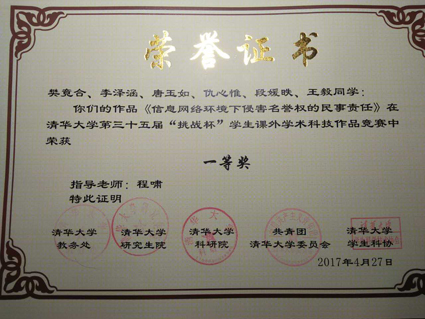 荣誉证书
樊竟合、李泽涵、唐玉如、仇心惟、段媛昳、王毅同学：
你们的作品《信息网络环境下侵害名誉权的民事责任》在
清华大学第三十五届“挑战杯”学生课外学术科技作品竞赛中
荣获
一等奖
指导老师：程啸
特此证明
清华大学 清华大学 清华大学 共青团 清华大学
教务处 研究生院 科研院 清华大学委员会 学生科协
2017年4月27日